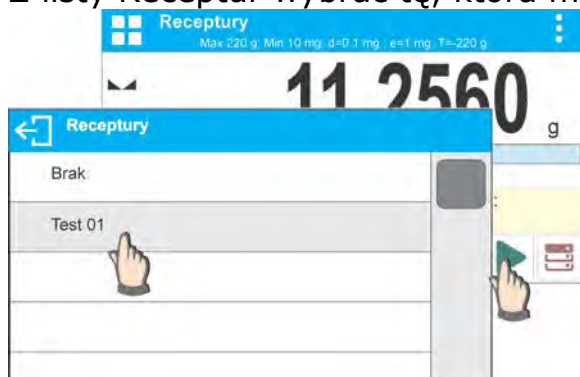 Z listy Receptur wybrać tę, która m
Receptury
Max 220 g; Min 10 mg d=0.1 mg ; e=1 mg T=-220 g
11.2560
g
Receptury
Brak
Test 01